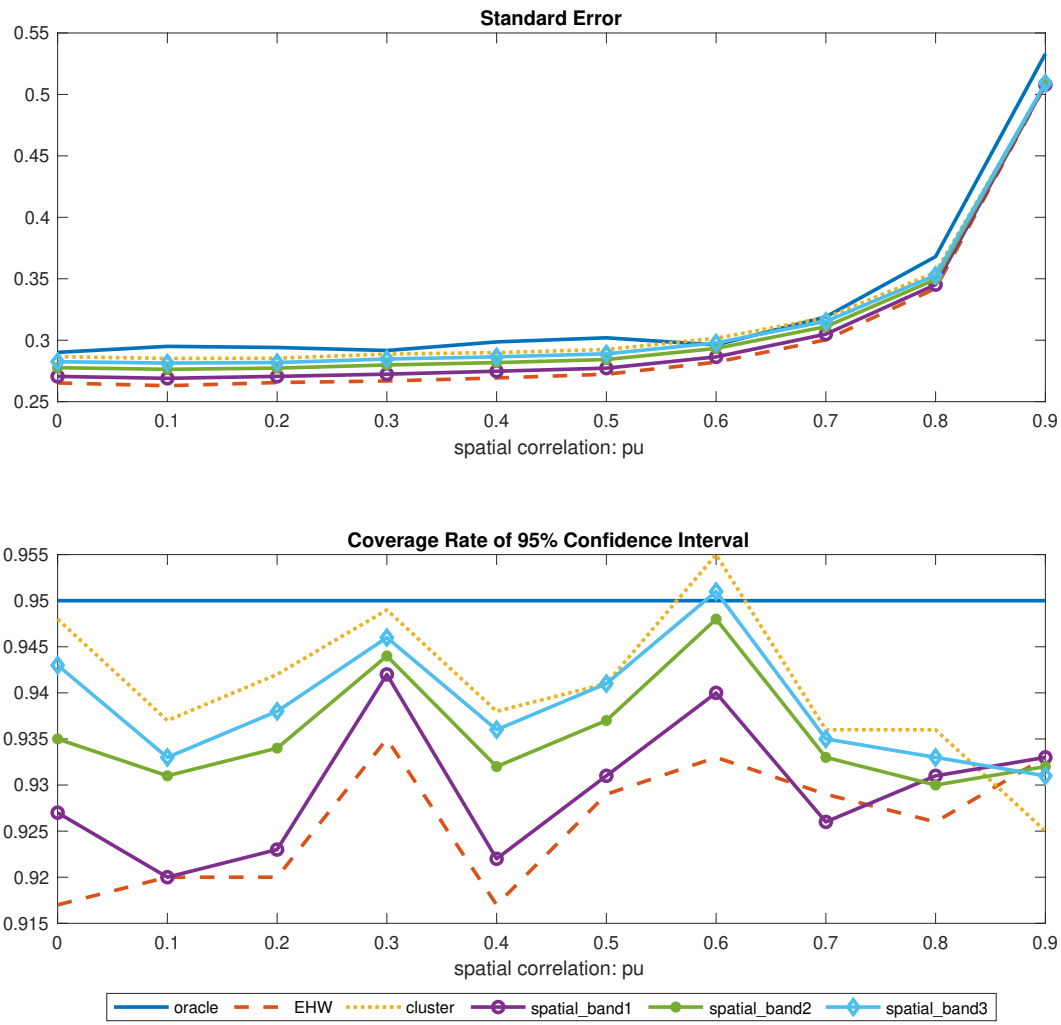 Standard Error
0.55
0.5
0.45
0.4
0.35
0.3
0.25
0 0.1 0.2 0.3 0.4 0.5 0.6 0.7 0.8 0.9
spatial correlation: pu
Coverage Rate of 95% Confidence Interval
0.955
0.95
0.945
0.94
0.935
0.93
0.925
0.92
0.915
0 0.1 0.2 0.3 0.4 0.5 0.6 0.7 0.8 0.9
spatial correlation: pu
oracle EHW cluster spatial_band1 spatial_band2 spatial_band3